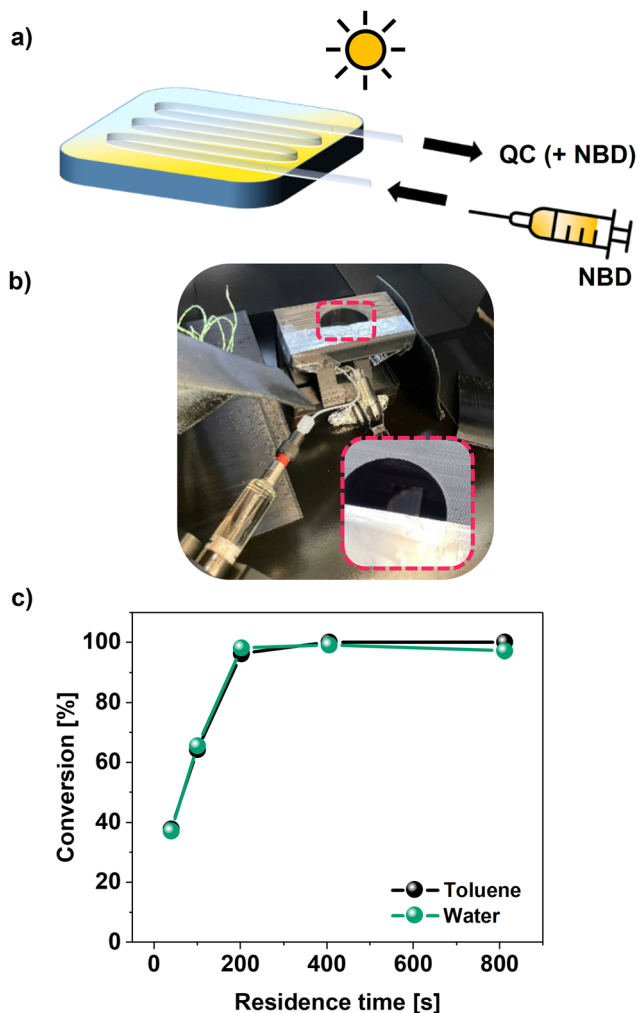 a)
QC (+ NBD)
NBD
b)
c)
Conversion [%]
100
80
60
40
20
0
0 200 400 600 800
Toluene
Water
Residence time [s]